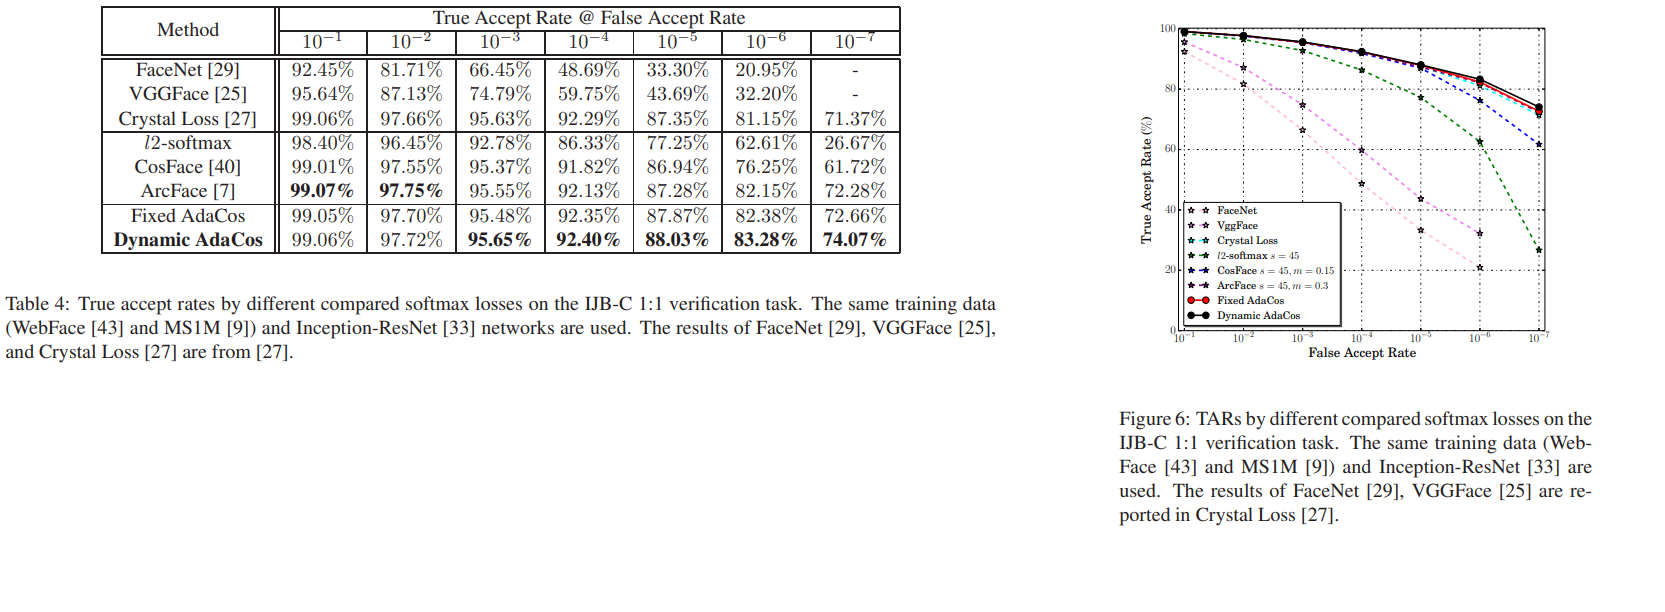 Method True Accept Rate @ False Accept Rate
10−1 10−2 10−3 10−4 10−5 10−6 10−7
FaceNet [29] 92.45% 81.71% 66.45% 48.69% 33.30% 20.95% -
VGGFace [25] 95.64% 87.13% 74.79% 59.75% 43.69% 32.20% -
Crystal Loss [27] 99.06% 97.66% 95.63% 92.29% 87.35% 81.15% 71.37%
l2-softmax 98.40% 96.45% 92.78% 86.33% 77.25% 62.61% 26.67%
CosFace [40] 99.01% 97.55% 95.37% 91.82% 86.94% 76.25% 61.72%
ArcFace [7] 99.07% 97.75% 95.55% 92.13% 87.28% 82.15% 72.28%
Fixed AdaCos 99.05% 97.70% 95.48% 92.35% 87.87% 82.38% 72.66%
Dynamic AdaCos 99.06% 97.72% 95.65% 92.40% 88.03% 83.28% 74.07%
Table 4: True accept rates by different compared softmax losses on the IJB-C 1:1 verification task. The same training data
(WebFace [43] and MS1M [9]) and Inception-ResNet [33] networks are used. The results of FaceNet [29], VGGFace [25],
and Crystal Loss [27] are from [27].
100
80
60
40
20
0
True Accept Rate (%)
FaceNet
VggFace
Crystal Loss
l2-softmax s = 45
CosFace s = 45, m = 0.15
ArcFace s = 45, m = 0.3
Fixed AdaCos
Dynamic AdaCos
10−1 10−2 10−3 10−4 10−5 10−6 10−7
False Accept Rate
Figure 6: TARs by different compared softmax losses on the
IJB-C 1:1 verification task. The same training data (Web-
Face [43] and MS1M [9]) and Inception-ResNet [33] are
used. The results of FaceNet [29], VGGFace [25] are re-
ported in Crystal Loss [27].